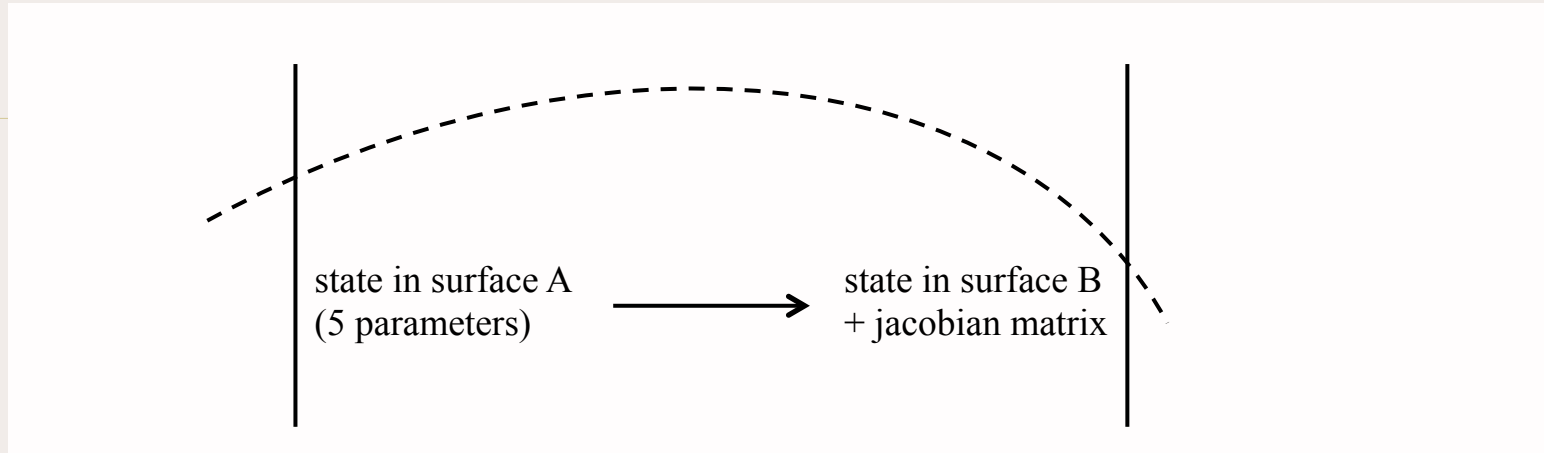 state in surface A
(5 parameters)
state in surface B
+ jacobian matrix